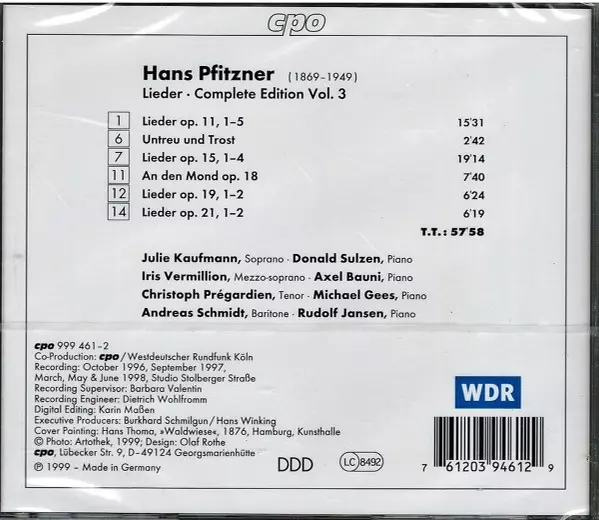 cpo
Hans Pfitzner (1869–1949)
Lieder · Complete Edition Vol. 3
1 Lieder op. 11, 1–5 15'31
6 Untreu und Trost 2'42
7 Lieder op. 15, 1–4 19'14
11 An den Mond op. 18 7'40
12 Lieder op. 19, 1–2 6'24
14 Lieder op. 21, 1–2 6'19
T.T.: 57'58
Julie Kaufmann, Soprano · Donald Sulzen, Piano
Iris Vermillion, Mezzo-soprano · Axel Bauni, Piano
Christoph Prégardien, Tenor · Michael Gees, Piano
Andreas Schmidt, Baritone · Rudolf Jansen, Piano
cpo 999 461–2
Co-Production: cpo/Westdeutscher Rundfunk Köln
Recording: October 1996, September 1997,
March, May & June 1998, Studio Stolberger Straße
Recording Supervisor: Barbara Valentin
Recording Engineer: Dietrich Wohlfromm
Digital Editing: Karin Maßen
Executive Producers: Burkhard Schmilgun/Hans Winking
Cover Painting: Hans Thoma, »Waldwiese«, 1876, Hamburg, Kunsthalle
© Photo: Artothek, 1999; Design: Olaf Rothe
cpo, Lübecker Str. 9, D–49124 Georgsmarienhütte
℗ 1999 – Made in Germany
DDD
LC 8492
WDR
7 61203 94612 9